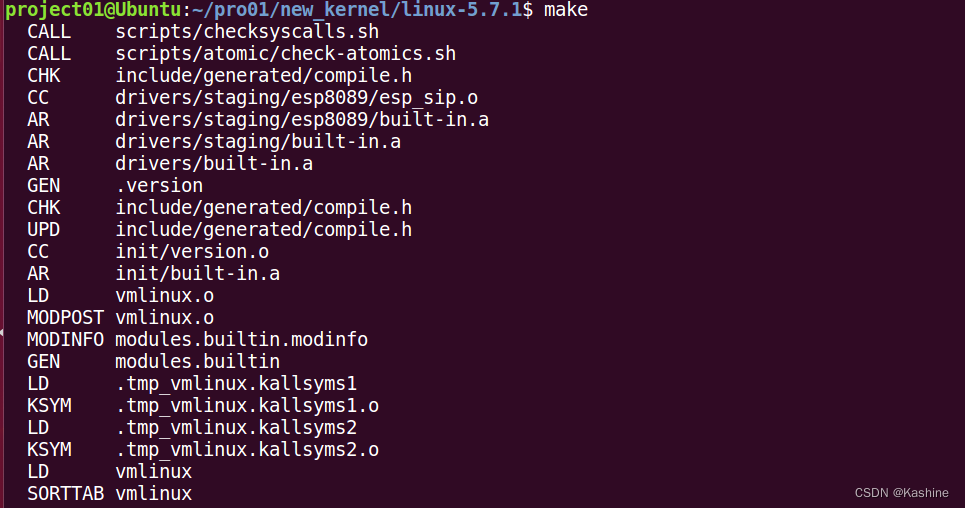 project01@Ubuntu:~/pro01/new_kernel/linux-5.7.1$ make
CALL scripts/checksyscalls.sh
CALL scripts/atomic/check-atomics.sh
CHK include/generated/compile.h
CC drivers/staging/esp8089/esp_sip.o
AR drivers/staging/esp8089/built-in.a
AR drivers/staging/built-in.a
AR drivers/built-in.a
GEN .version
CHK include/generated/compile.h
UPD include/generated/compile.h
CC init/version.o
AR init/built-in.a
LD vmlinux.o
MODPOST vmlinux.o
MODINFO modules.builtin.modinfo
GEN modules.builtin
LD .tmp_vmlinux.kallsyms1
KSYM .tmp_vmlinux.kallsyms1.o
LD .tmp_vmlinux.kallsyms2
KSYM .tmp_vmlinux.kallsyms2.o
LD vmlinux
SORTTAB vmlinux
CSDN @Kashine